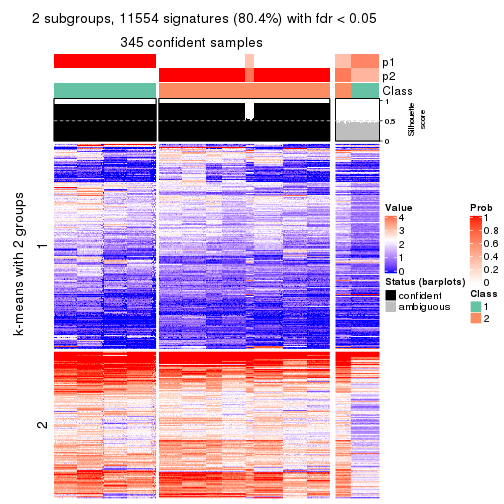 2 subgroups, 11554 signatures (80.4%) with fdr < 0.05
345 confident samples
p1
p2
Class
1
0.5
0
Silhouette
score
k-means with 2 groups
1
2
Value
4
3
2
1
0
Status (barplots)
confident
ambiguous
Prob
1
0.8
0.6
0.4
0.2
0
Class
1
2